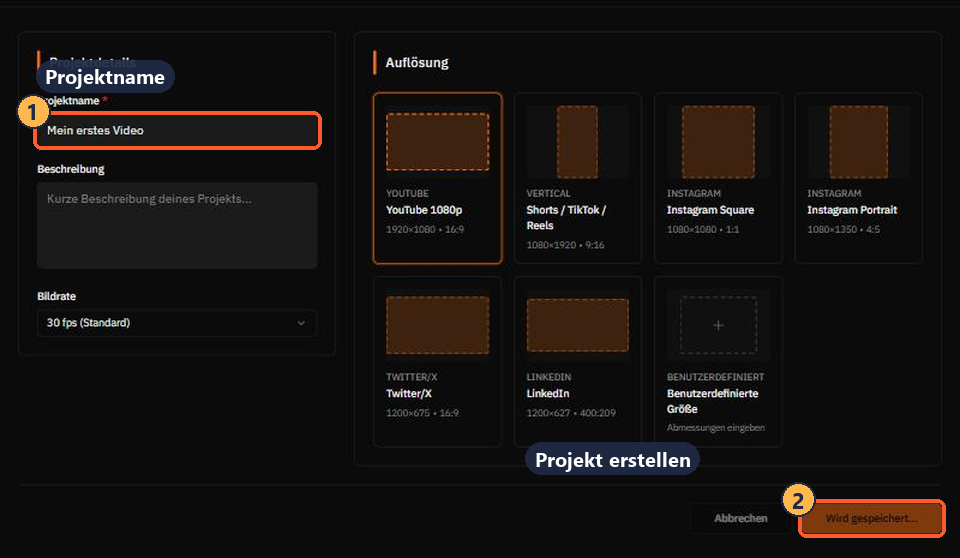 Projektdetails
Projektname
Projektname *
1
Mein erstes Video
Beschreibung
Kurze Beschreibung deines Projekts...
Bildrate
30 fps (Standard)
Auflösung
YOUTUBE
YouTube 1080p
1920×1080 • 16:9
VERTICAL
Shorts / TikTok /
Reels
1080×1920 • 9:16
INSTAGRAM
Instagram Square
1080×1080 • 1:1
INSTAGRAM
Instagram Portrait
1080×1350 • 4:5
TWITTER/X
Twitter/X
1200×675 • 16:9
LINKEDIN
LinkedIn
1200×627 • 400:209
BENUTZERDEFINIERT
Benutzerdefinierte
Größe
Abmessungen eingeben
Projekt erstellen
Abbrechen
2
Wird gespeichert...